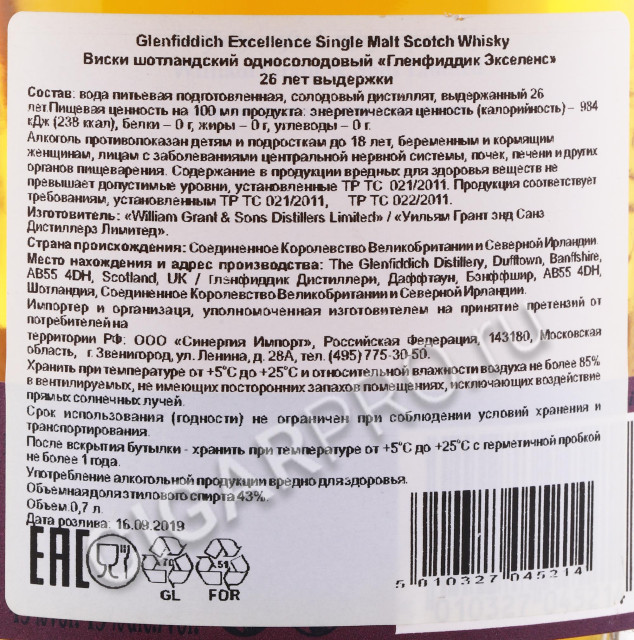 Glenfiddich Excellence Single Malt Scotch Whisky
Виски шотландский односолодовый «Гленфиддик Экселенс»
26 лет выдержки
Состав: вода питьевая подготовленная, солодовый дистиллят, выдержанный 26
лет.Пищевая ценность на 100 мл продукта: энергетическая ценность (калорийность) – 984
кДж (238 ккал), белки – 0 г, жиры – 0 г, углеводы – 0 г.
Алкоголь противопоказан детям и подросткам до 18 лет, беременным и кормящим
женщинам, лицам с заболеваниями центральной нервной системы, почек, печени и других
органов пищеварения. Содержание в продукции вредных для здоровья веществ не
превышает допустимые уровни, установленные ТР ТС 021/2011. Продукция соответствует
требованиям, установленным ТР ТС 021/2011, ТР ТС 022/2011.
Изготовитель: «William Grant & Sons Distillers Limited» / «Уильям Грант энд Санз
Дистиллерз Лимитед».
Страна происхождения: Соединенное Королевство Великобритании и Северной Ирландии.
Место нахождения и адрес производства: The Glenfiddich Distillery, Dufftown, Banffshire,
AB55 4DH, Scotland, UK / Гленфиддик Дистиллери, Даффтаун, Бэнффшир, AB55 4DH,
Шотландия, Соединенное Королевство Великобритании и Северной Ирландии.
Импортер и организаця, уполномоченная изготовителем на принятие претензий от
потребителей на
территории РФ: ООО «Синергия Импорт», Российская Федерация, 143180, Московская
область, г. Звенигород, ул. Ленина, д. 28А, тел. (495) 775-30-50.
Хранить при температуре от +5°С до +25°С и относительной влажности воздуха не более 85%
в вентилируемых, не имеющих посторонних запахов помещениях, исключающих воздействие
прямых солнечных лучей.
Срок использования (годности) не ограничен при соблюдении условий хранения и
транспортирования.
После вскрытия бутылки - хранить при температуре от +5°С до +25°С с герметичной пробкой
не более 1 года.
Употребление алкогольной продукции вредно для здоровья.
Объемная доля этилового спирта 43%.
Объем 0,7 л.
Дата розлива: 16.09.2019
EAC
70 51
GL FOR
5 010327 045214
CIGARPRO.ru